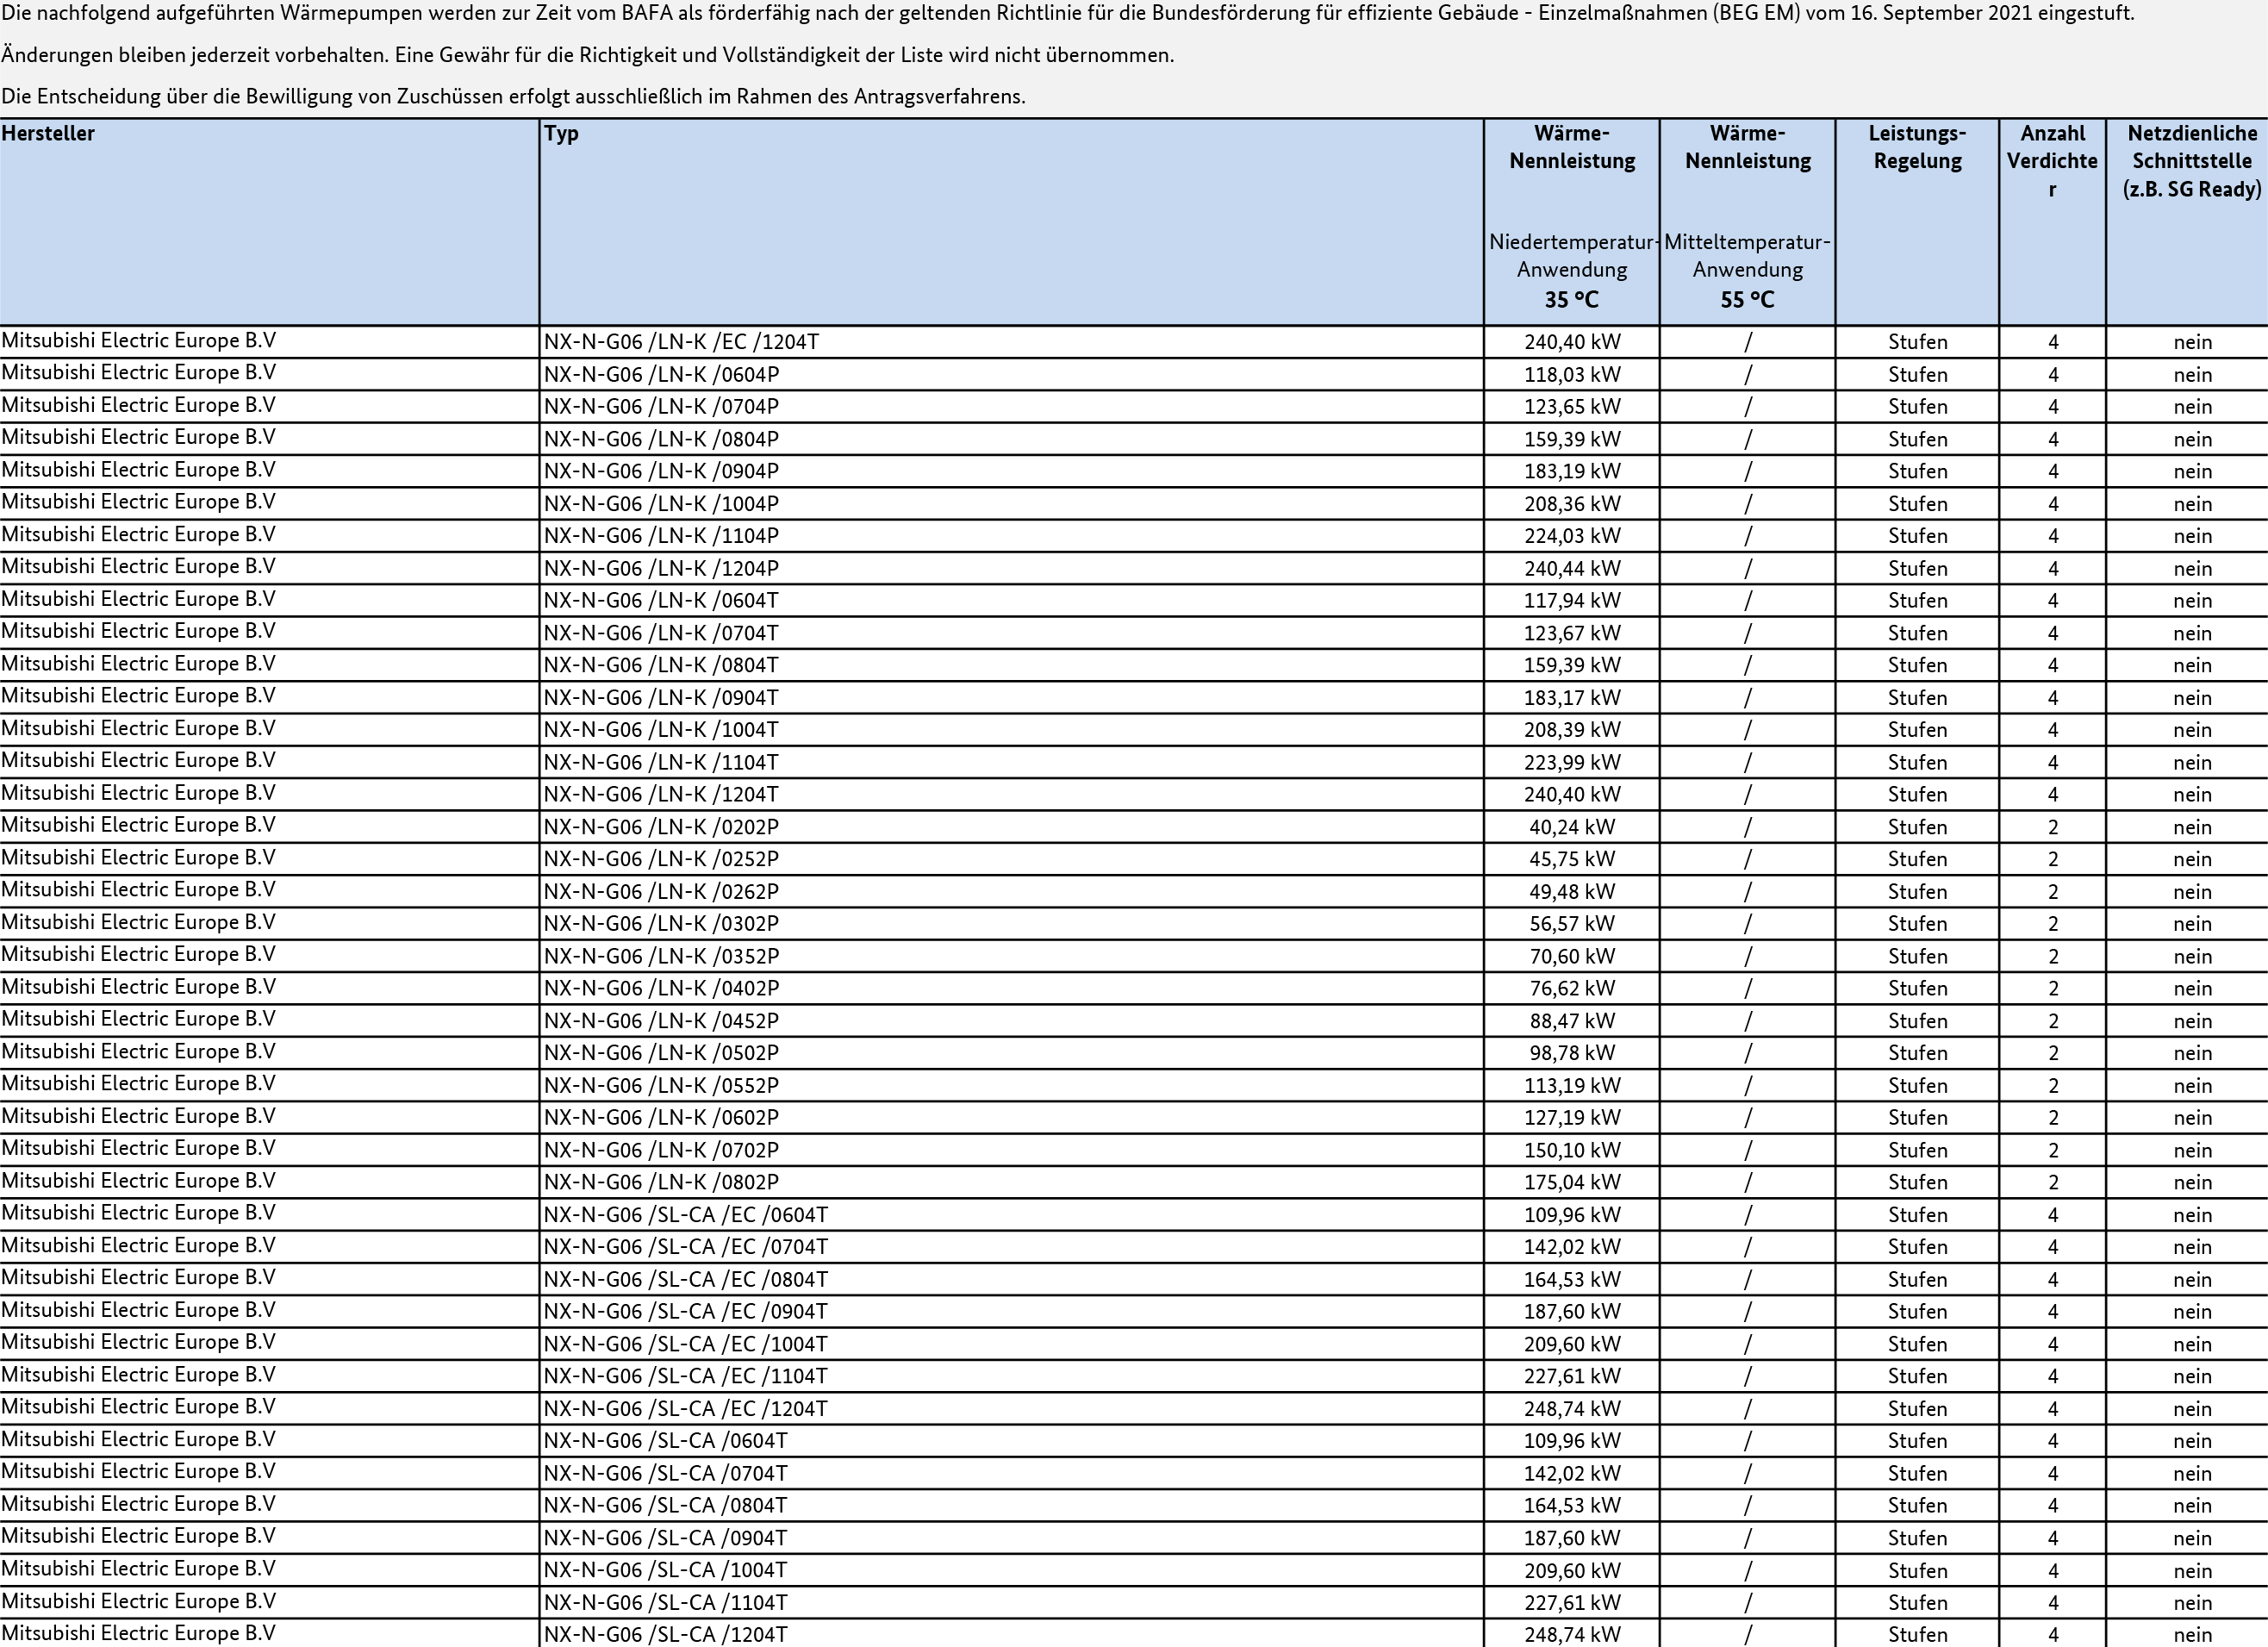 Die nachfolgend aufgeführten Wärmepumpen werden zur Zeit vom BAFA als förderfähig nach der geltenden Richtlinie für die Bundesförderung für effiziente Gebäude - Einzelmaßnahmen (BEG EM) vom 16. September 2021 eingestuft.
Änderungen bleiben jederzeit vorbehalten. Eine Gewähr für die Richtigkeit und Vollständigkeit der Liste wird nicht übernommen.
Die Entscheidung über die Bewilligung von Zuschüssen erfolgt ausschließlich im Rahmen des Antragsverfahrens.
Hersteller Typ Wärme- Wärme- Leistungs- Anzahl Netzdienliche
Nennleistung Nennleistung Regelung Verdichte Schnittstelle
r (z.B. SG Ready)
Niedertemperatur- Mitteltemperatur-
Anwendung Anwendung
35 °C 55 °C
Mitsubishi Electric Europe B.V NX-N-G06 /LN-K /EC /1204T 240,40 kW / Stufen 4 nein
Mitsubishi Electric Europe B.V NX-N-G06 /LN-K /0604P 118,03 kW / Stufen 4 nein
Mitsubishi Electric Europe B.V NX-N-G06 /LN-K /0704P 123,65 kW / Stufen 4 nein
Mitsubishi Electric Europe B.V NX-N-G06 /LN-K /0804P 159,39 kW / Stufen 4 nein
Mitsubishi Electric Europe B.V NX-N-G06 /LN-K /0904P 183,19 kW / Stufen 4 nein
Mitsubishi Electric Europe B.V NX-N-G06 /LN-K /1004P 208,36 kW / Stufen 4 nein
Mitsubishi Electric Europe B.V NX-N-G06 /LN-K /1104P 224,03 kW / Stufen 4 nein
Mitsubishi Electric Europe B.V NX-N-G06 /LN-K /1204P 240,44 kW / Stufen 4 nein
Mitsubishi Electric Europe B.V NX-N-G06 /LN-K /0604T 117,94 kW / Stufen 4 nein
Mitsubishi Electric Europe B.V NX-N-G06 /LN-K /0704T 123,67 kW / Stufen 4 nein
Mitsubishi Electric Europe B.V NX-N-G06 /LN-K /0804T 159,39 kW / Stufen 4 nein
Mitsubishi Electric Europe B.V NX-N-G06 /LN-K /0904T 183,17 kW / Stufen 4 nein
Mitsubishi Electric Europe B.V NX-N-G06 /LN-K /1004T 208,39 kW / Stufen 4 nein
Mitsubishi Electric Europe B.V NX-N-G06 /LN-K /1104T 223,99 kW / Stufen 4 nein
Mitsubishi Electric Europe B.V NX-N-G06 /LN-K /1204T 240,40 kW / Stufen 4 nein
Mitsubishi Electric Europe B.V NX-N-G06 /LN-K /0202P 40,24 kW / Stufen 2 nein
Mitsubishi Electric Europe B.V NX-N-G06 /LN-K /0252P 45,75 kW / Stufen 2 nein
Mitsubishi Electric Europe B.V NX-N-G06 /LN-K /0262P 49,48 kW / Stufen 2 nein
Mitsubishi Electric Europe B.V NX-N-G06 /LN-K /0302P 56,57 kW / Stufen 2 nein
Mitsubishi Electric Europe B.V NX-N-G06 /LN-K /0352P 70,60 kW / Stufen 2 nein
Mitsubishi Electric Europe B.V NX-N-G06 /LN-K /0402P 76,62 kW / Stufen 2 nein
Mitsubishi Electric Europe B.V NX-N-G06 /LN-K /0452P 88,47 kW / Stufen 2 nein
Mitsubishi Electric Europe B.V NX-N-G06 /LN-K /0502P 98,78 kW / Stufen 2 nein
Mitsubishi Electric Europe B.V NX-N-G06 /LN-K /0552P 113,19 kW / Stufen 2 nein
Mitsubishi Electric Europe B.V NX-N-G06 /LN-K /0602P 127,19 kW / Stufen 2 nein
Mitsubishi Electric Europe B.V NX-N-G06 /LN-K /0702P 150,10 kW / Stufen 2 nein
Mitsubishi Electric Europe B.V NX-N-G06 /LN-K /0802P 175,04 kW / Stufen 2 nein
Mitsubishi Electric Europe B.V NX-N-G06 /SL-CA /EC /0604T 109,96 kW / Stufen 4 nein
Mitsubishi Electric Europe B.V NX-N-G06 /SL-CA /EC /0704T 142,02 kW / Stufen 4 nein
Mitsubishi Electric Europe B.V NX-N-G06 /SL-CA /EC /0804T 164,53 kW / Stufen 4 nein
Mitsubishi Electric Europe B.V NX-N-G06 /SL-CA /EC /0904T 187,60 kW / Stufen 4 nein
Mitsubishi Electric Europe B.V NX-N-G06 /SL-CA /EC /1004T 209,60 kW / Stufen 4 nein
Mitsubishi Electric Europe B.V NX-N-G06 /SL-CA /EC /1104T 227,61 kW / Stufen 4 nein
Mitsubishi Electric Europe B.V NX-N-G06 /SL-CA /EC /1204T 248,74 kW / Stufen 4 nein
Mitsubishi Electric Europe B.V NX-N-G06 /SL-CA /0604T 109,96 kW / Stufen 4 nein
Mitsubishi Electric Europe B.V NX-N-G06 /SL-CA /0704T 142,02 kW / Stufen 4 nein
Mitsubishi Electric Europe B.V NX-N-G06 /SL-CA /0804T 164,53 kW / Stufen 4 nein
Mitsubishi Electric Europe B.V NX-N-G06 /SL-CA /0904T 187,60 kW / Stufen 4 nein
Mitsubishi Electric Europe B.V NX-N-G06 /SL-CA /1004T 209,60 kW / Stufen 4 nein
Mitsubishi Electric Europe B.V NX-N-G06 /SL-CA /1104T 227,61 kW / Stufen 4 nein
Mitsubishi Electric Europe B.V NX-N-G06 /SL-CA /1204T 248,74 kW / Stufen 4 nein